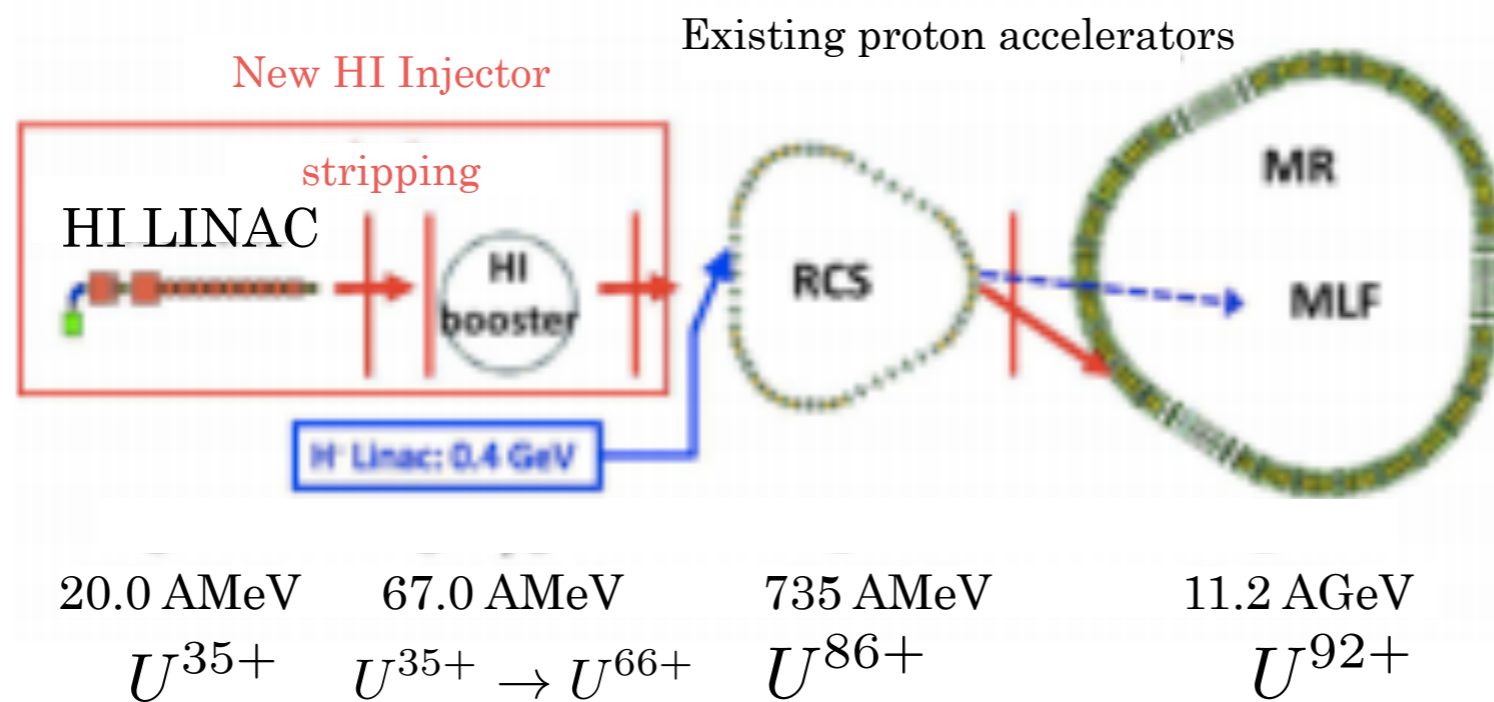 Existing proton accelerators
New HI Injector
stripping
HI LINAC
HI
booster
RCS
MR
MLF
H⁻ Linac: 0.4 GeV
20.0 AMeV 67.0 AMeV 735 AMeV 11.2 AGeV
U³⁵⁺ U³⁵⁺ → U⁶⁶⁺ U⁸⁶⁺ U⁹²⁺